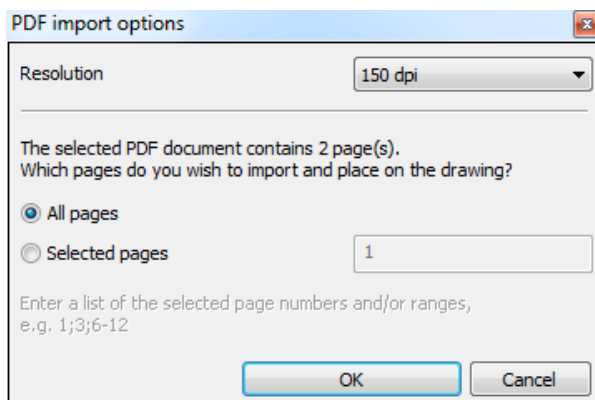 PDF import options
Resolution 150 dpi
The selected PDF document contains 2 page(s).
Which pages do you wish to import and place on the drawing?
All pages
Selected pages 1
Enter a list of the selected page numbers and/or ranges,
e.g. 1;3;6-12
OK Cancel